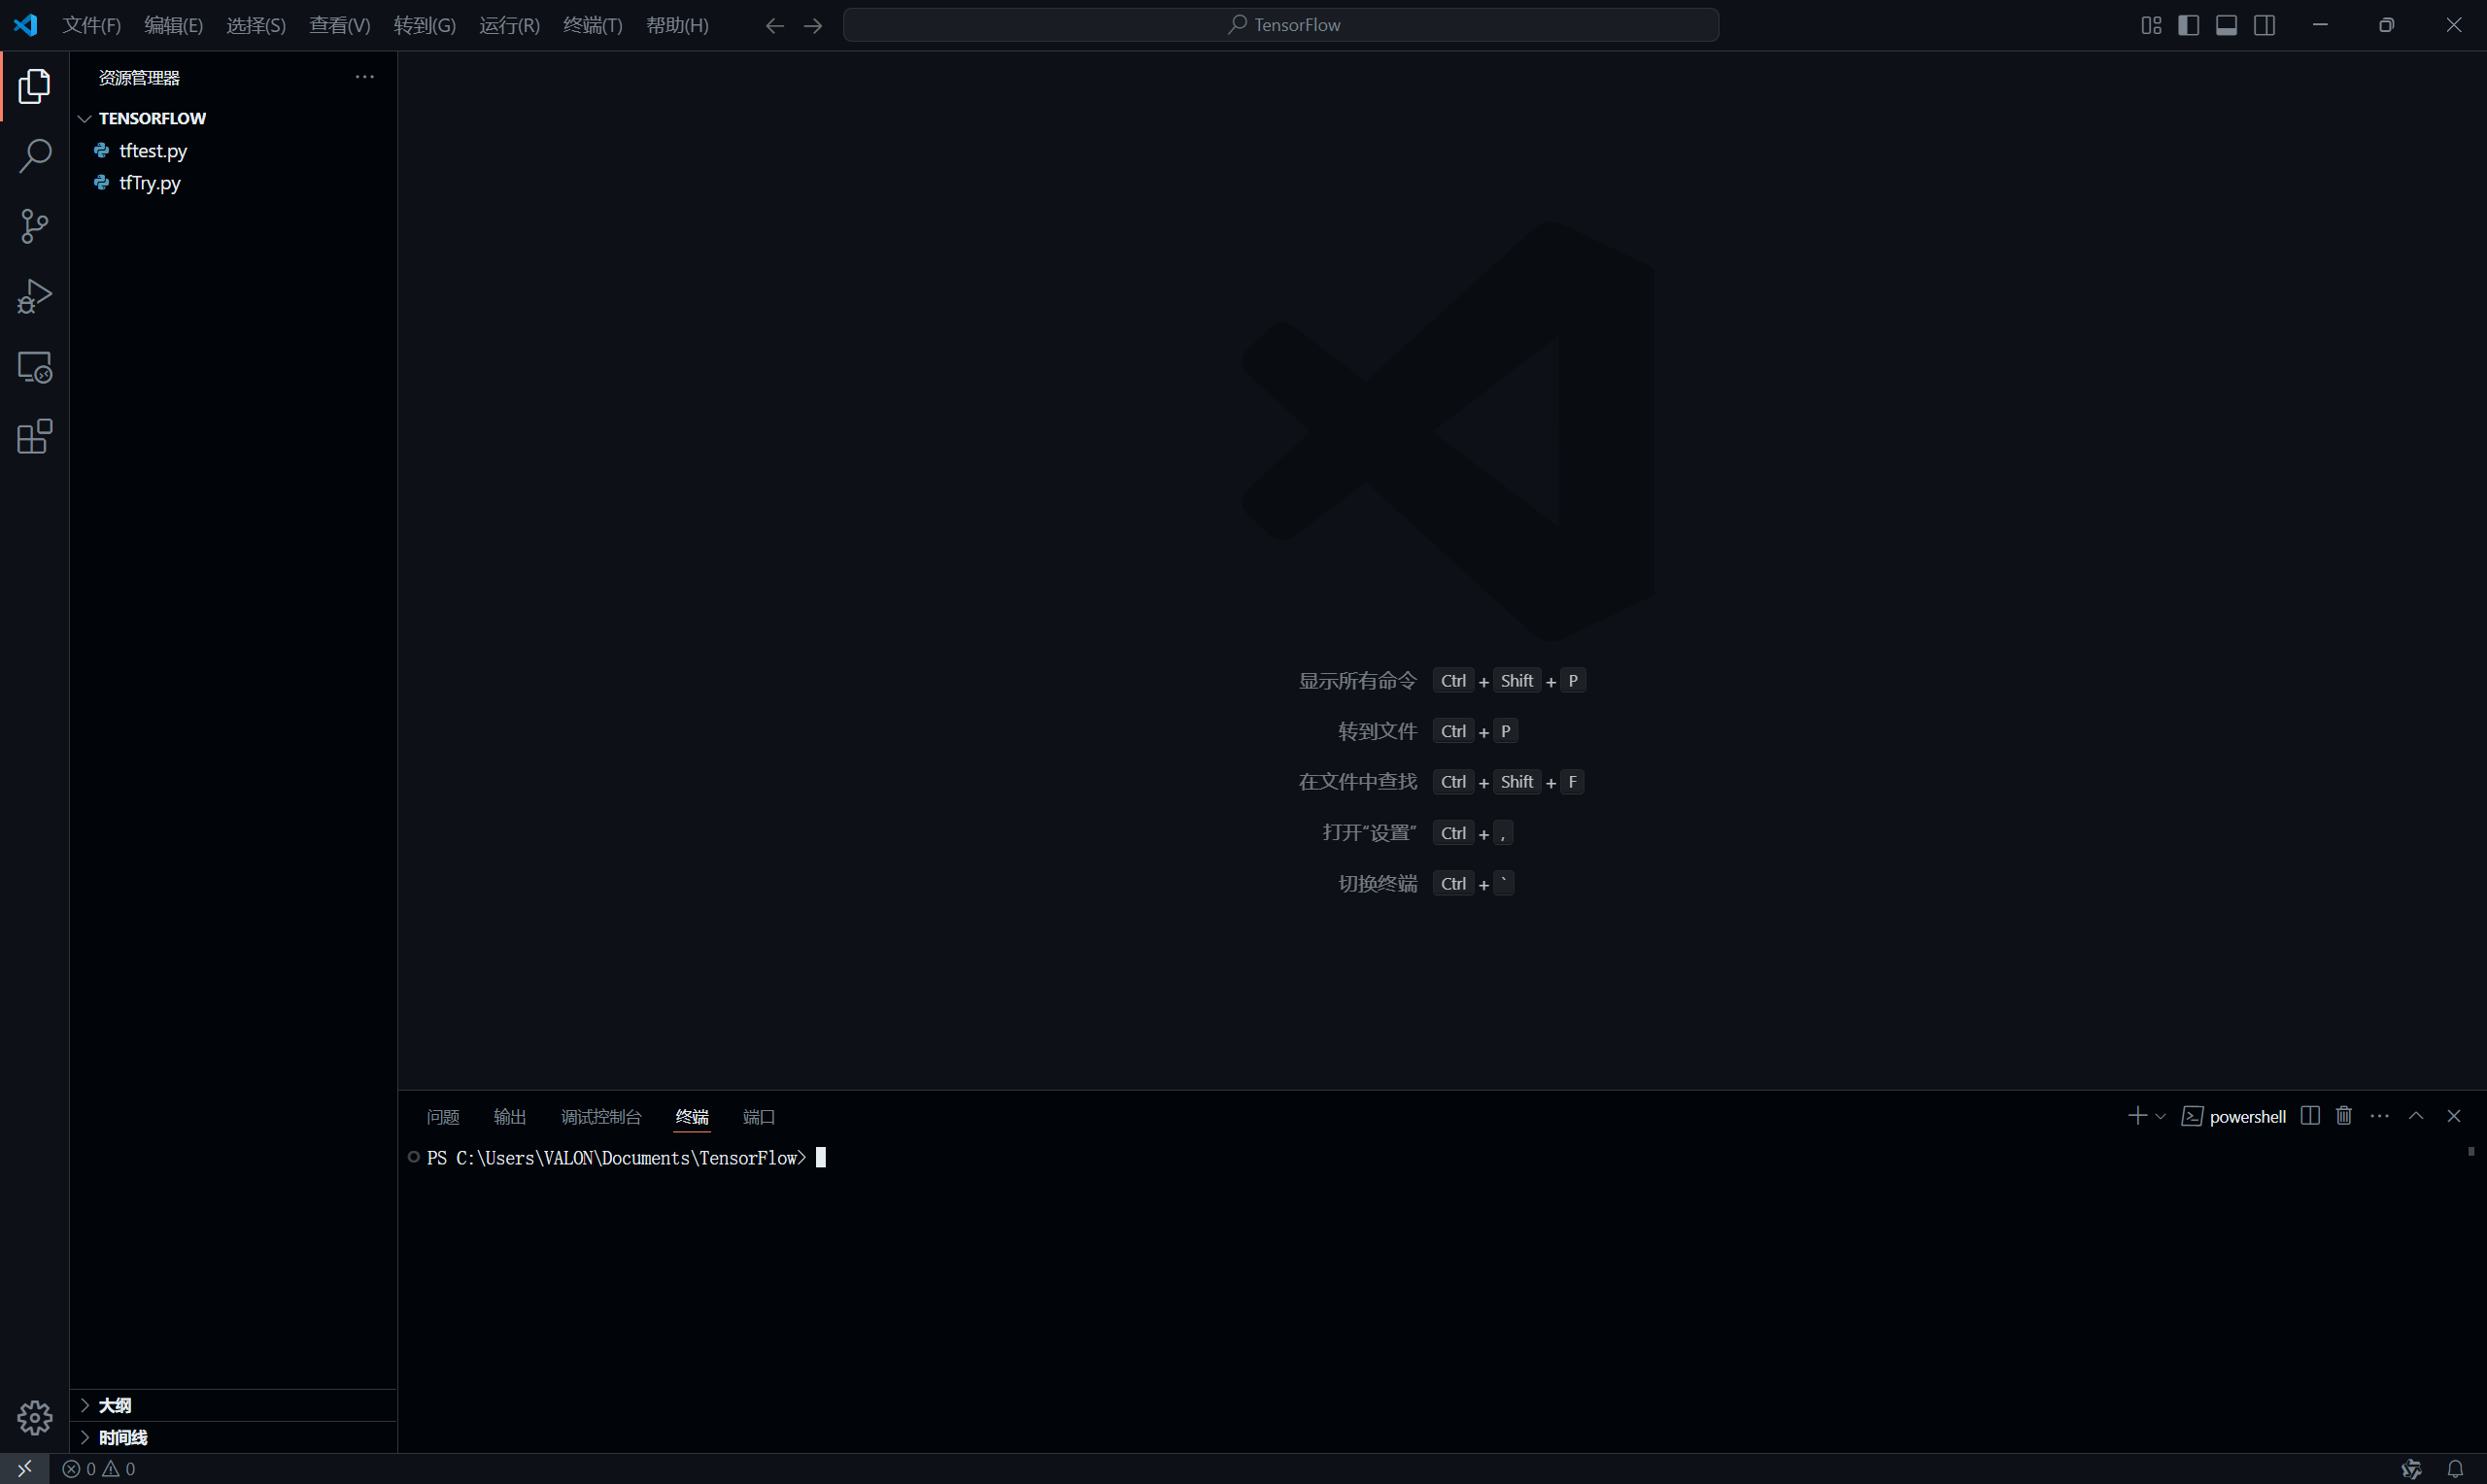 文件(F) 编辑(E) 选择(S) 查看(V) 转到(G) 运行(R) 终端(T) 帮助(H) TensorFlow
资源管理器
TENSORFLOW
tftest.py
tfTry.py
显示所有命令 Ctrl + Shift + P
转到文件 Ctrl + P
在文件中查找 Ctrl + Shift + F
打开“设置” Ctrl + ,
切换终端 Ctrl + `
问题 输出 调试控制台 终端 端口 powershell
PS C:\Users\VALON\Documents\TensorFlow>
大纲
时间线
0 0